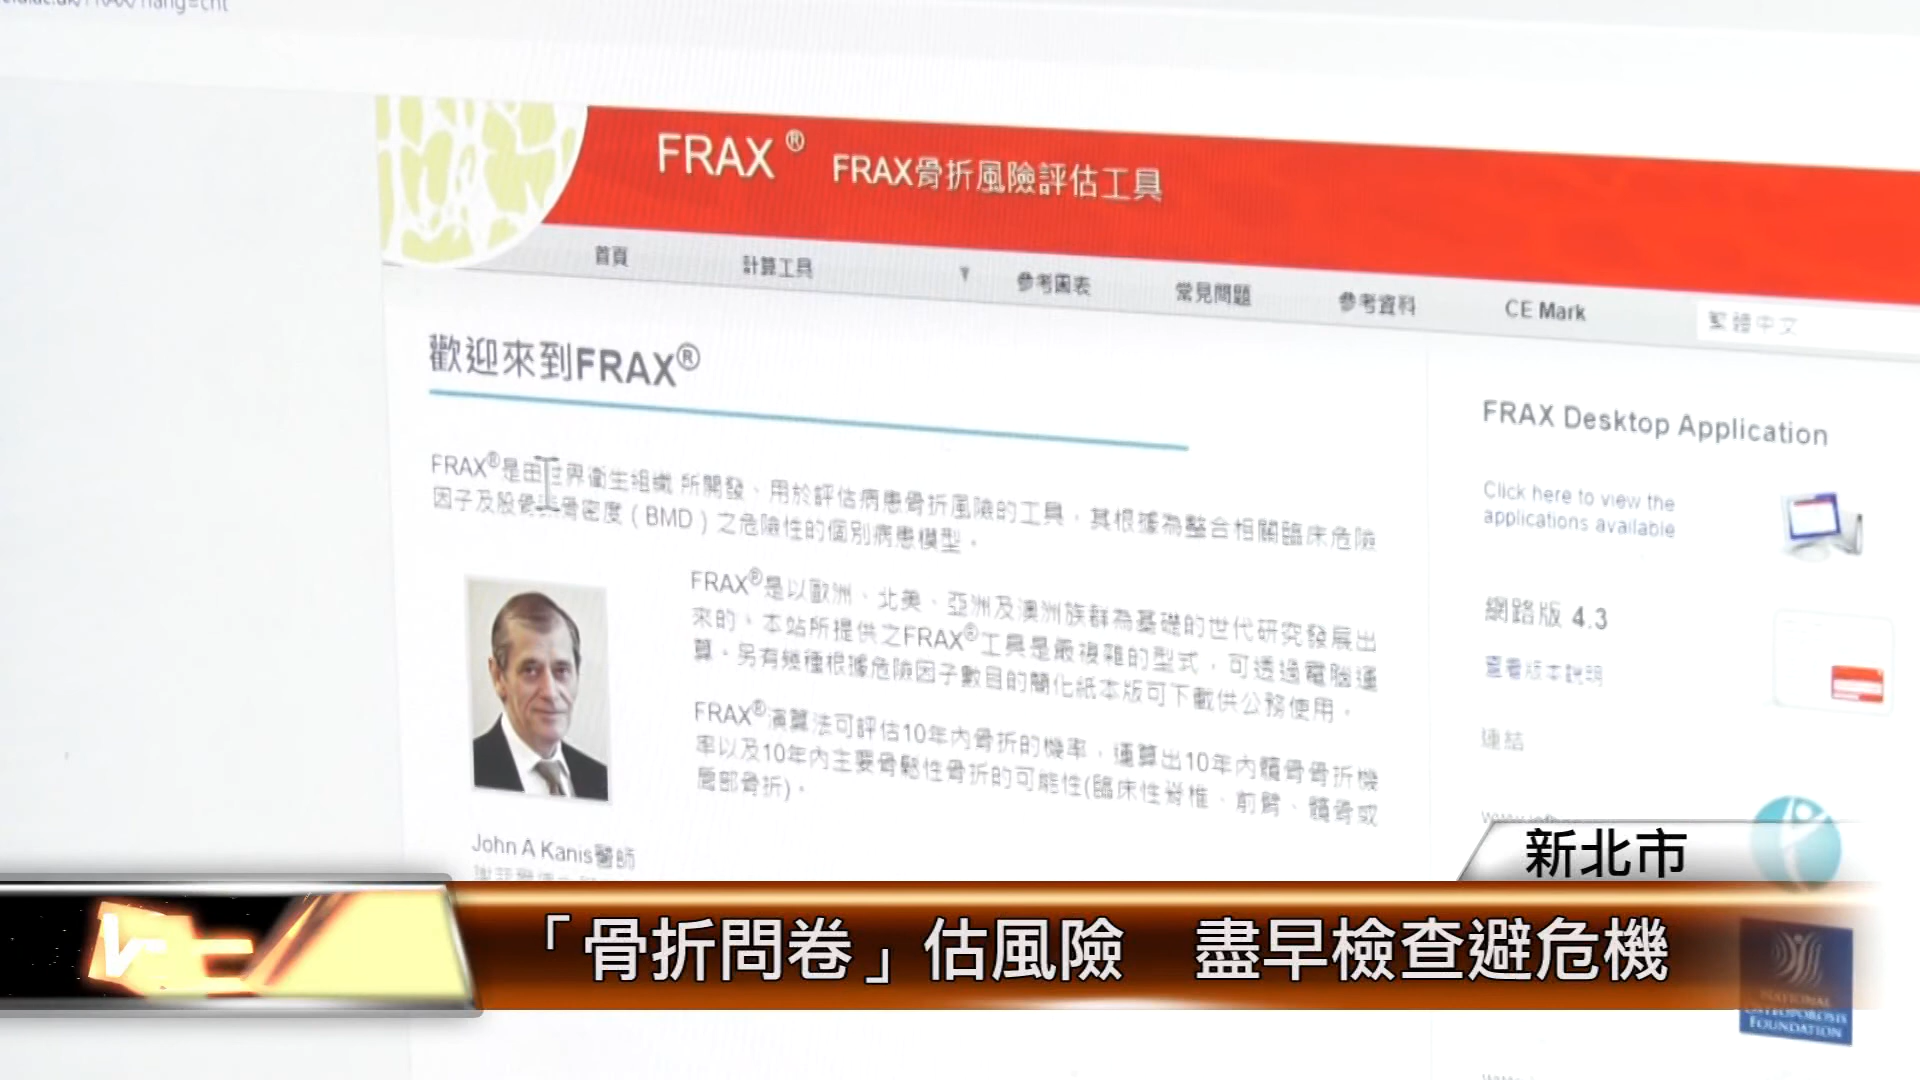 FRAX®
FRAX骨折風險評估工具
首頁
計算工具
參考圖表
常見問題
參考資料
CE Mark
繁體中文
歡迎來到FRAX®
FRAX®是由世界衛生組織 所開發、用於評估病患骨折風險的工具，其根據為整合相關臨床危險
因子及股骨頸骨密度（BMD）之危險性的個別病患模型。
FRAX®是以歐洲、北美、亞洲及澳洲族群為基礎的世代研究發展出
來的。本站所提供之FRAX®工具是最複雜的型式，可透過電腦運
算。另有幾種根據危險因子數目的簡化紙本版可下載供公務使用。
FRAX®演算法可評估10年內骨折的機率，運算出10年內髖骨骨折機
率以及10年內主要骨鬆性骨折的可能性(臨床性脊椎、前臂、髖骨或
肩部骨折)。
John A Kanis醫師
FRAX Desktop Application
Click here to view the
applications available
網路版 4.3
查看版本說明
連結
新北市
「骨折問卷」估風險　盡早檢查避危機
NATIONAL
OSTEOPOROSIS
FOUNDATION